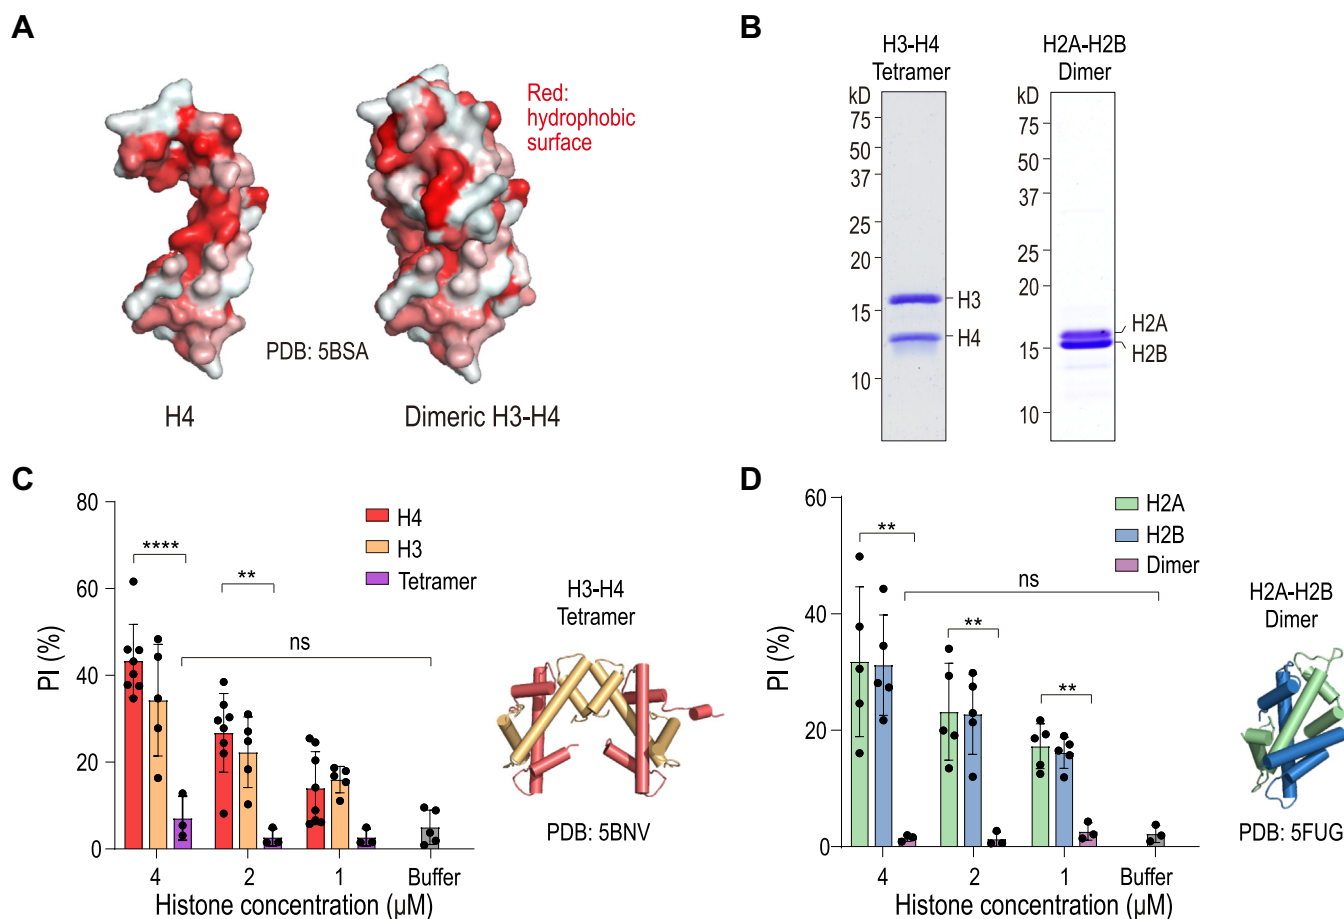 A
Red:
hydrophobic
surface
PDB: 5BSA
H4
Dimeric H3-H4
B
H3-H4
Tetramer
kD
75
50
37
25
20
15
10
H3
H4
H2A-H2B
Dimer
kD
75
50
37
25
20
15
10
H2A
H2B
C
PI (%)
80
60
40
20
0
****
**
ns
H4
H3
Tetramer
4
2
1
Buffer
Histone concentration (µM)
H3-H4
Tetramer
PDB: 5BNV
D
PI (%)
60
40
20
0
**
ns
**
**
H2A
H2B
Dimer
4
2
1
Buffer
Histone concentration (µM)
H2A-H2B
Dimer
PDB: 5FUG